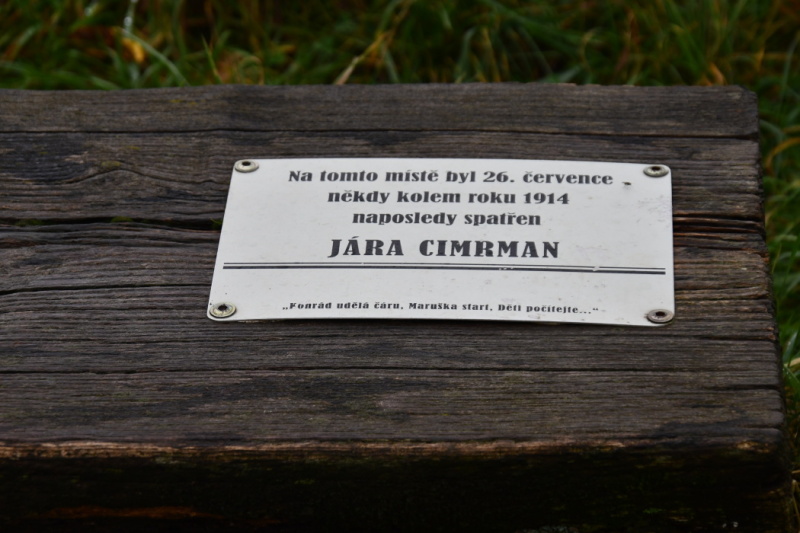 Na tomto místě byl 26. července
někdy kolem roku 1914
naposledy spatřen
JÁRA CIMRMAN
„Konrád udělá čáru, Maruška start, Děti počítejte...“